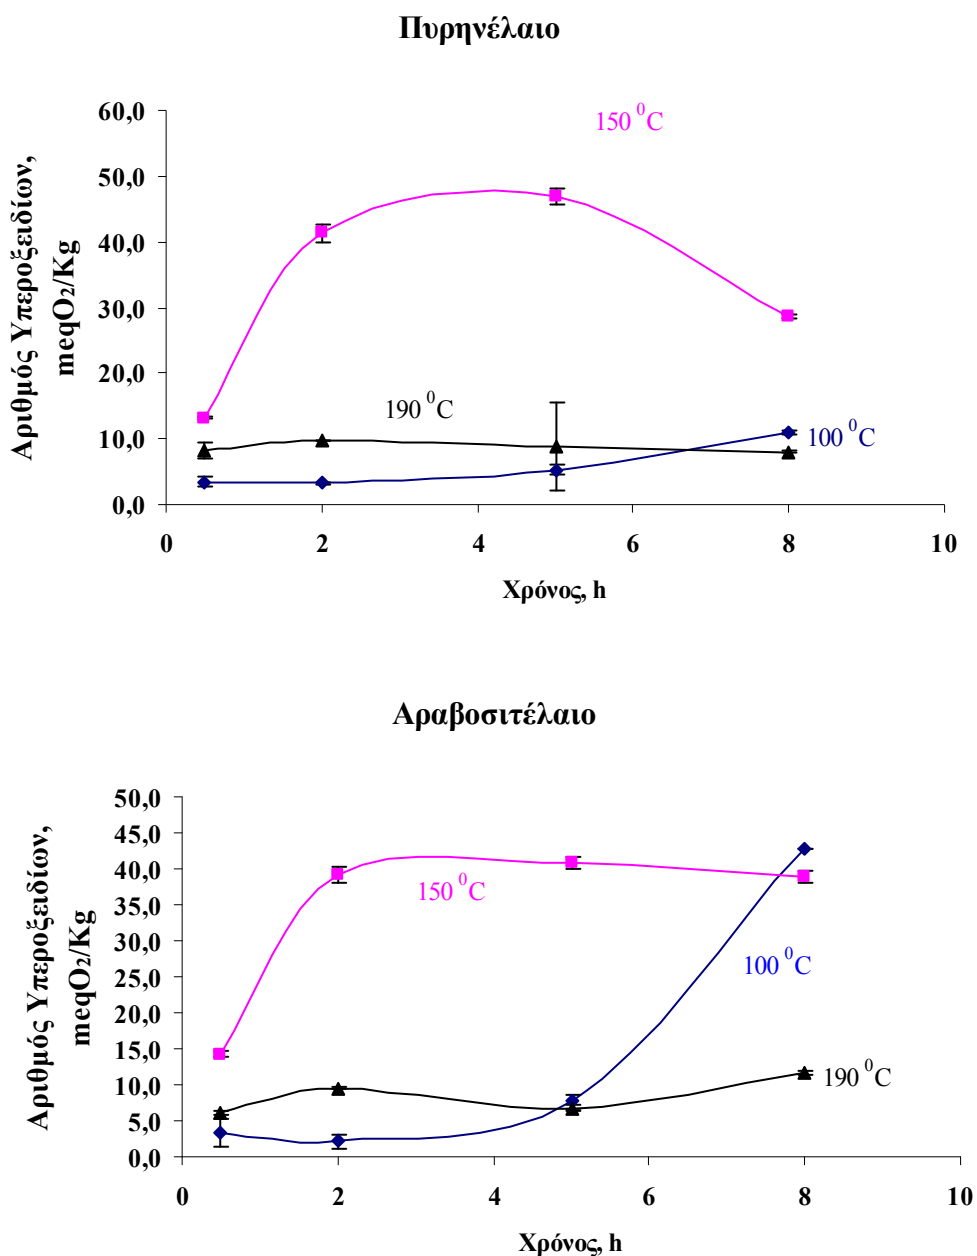 Πυρηνέλαιο
Αριθμός Υπεροξειδίων,
meqO2/Kg
60,0
50,0
40,0
30,0
20,0
10,0
0,0
150 0C
190 0C
100 0C
0 2 4 6 8 10
Χρόνος, h
Αραβοσιτέλαιο
Αριθμός Υπεροξειδίων,
meqO2/Kg
50,0
45,0
40,0
35,0
30,0
25,0
20,0
15,0
10,0
5,0
0,0
150 0C
100 0C
190 0C
0 2 4 6 8 10
Χρόνος, h